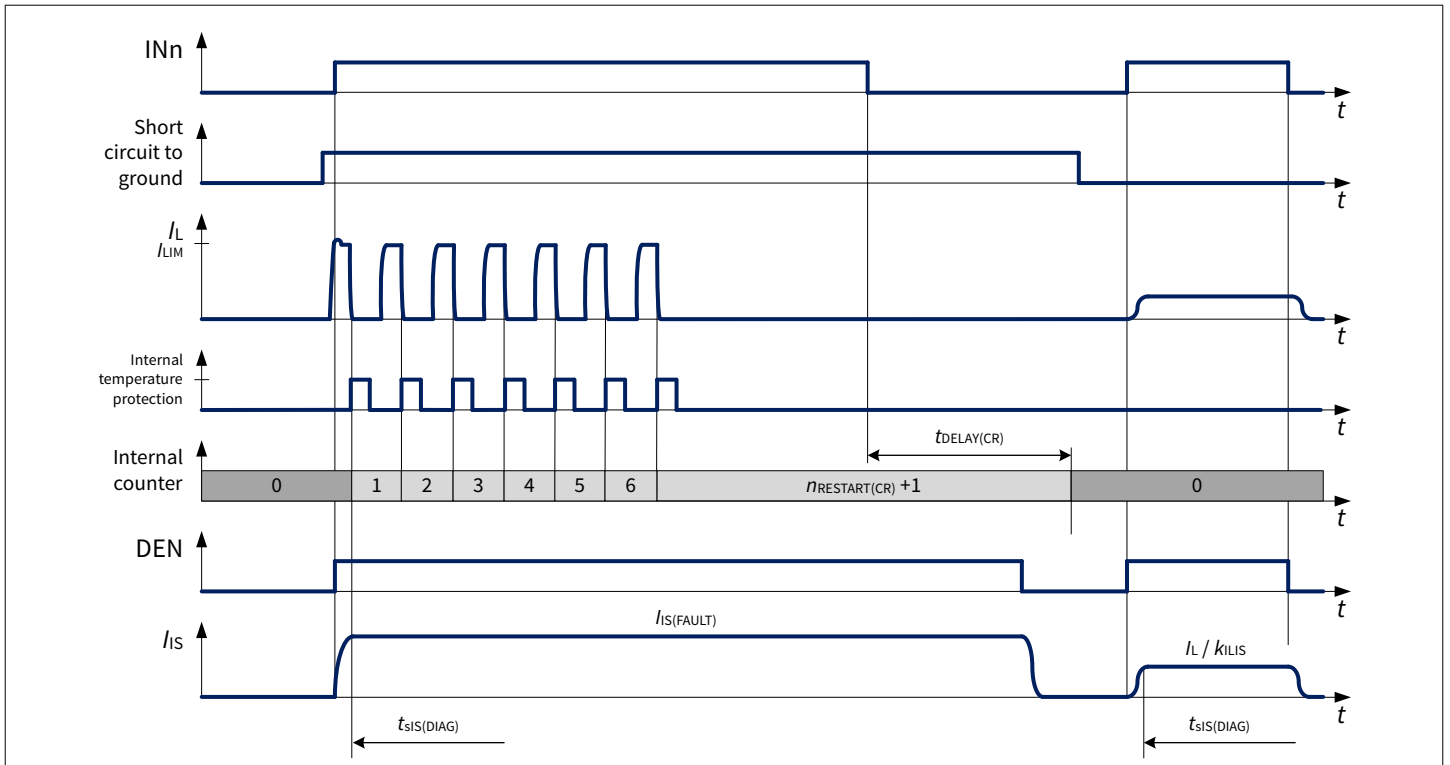 INn
t
Short
circuit to
ground
t
IL
ILIM
t
Internal
temperature
protection
t
tDELAY(CR)
Internal
counter
0 1 2 3 4 5 6 nRESTART(CR) +1 0
t
DEN
t
IIS(FAULT)
IIS
IL / kILIS
t
tsIS(DIAG) tsIS(DIAG)